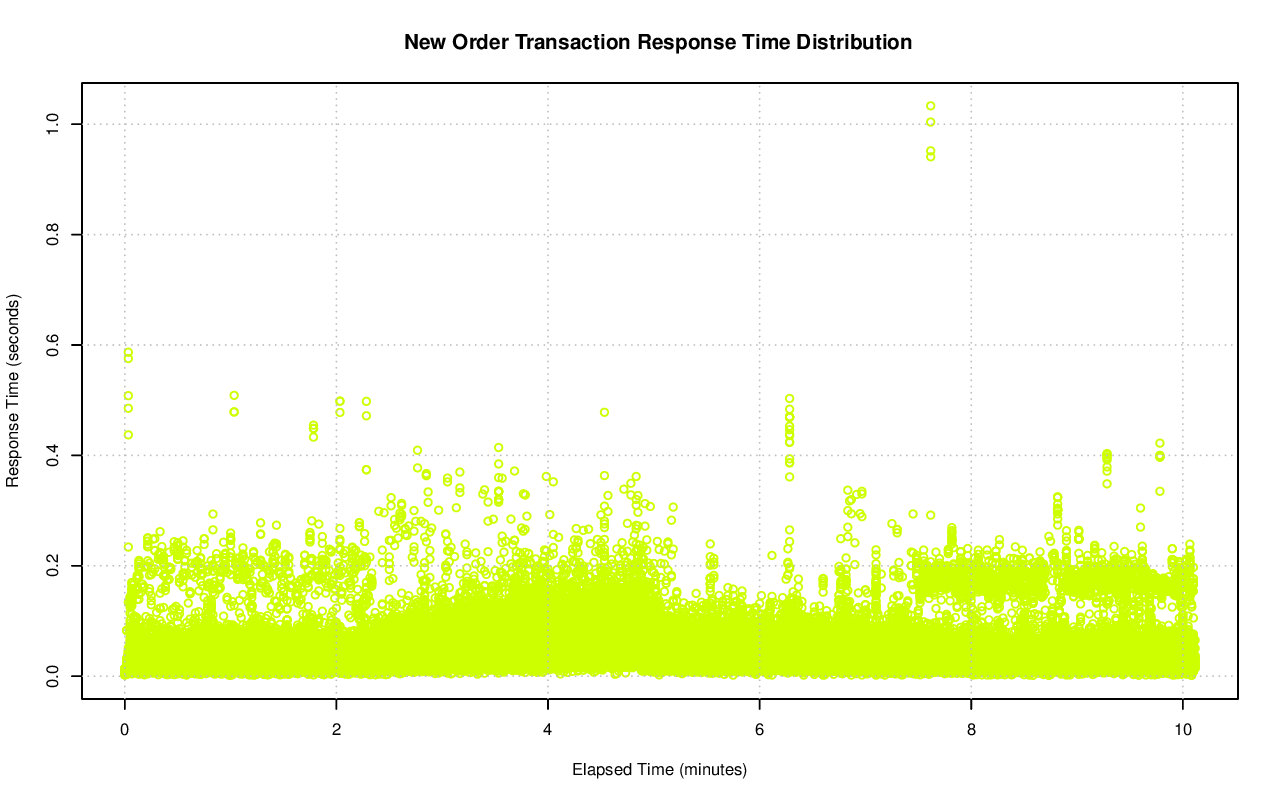 New Order Transaction Response Time Distribution
Response Time (seconds)
1.0
0.8
0.6
0.4
0.2
0.0
0 2 4 6 8 10
Elapsed Time (minutes)